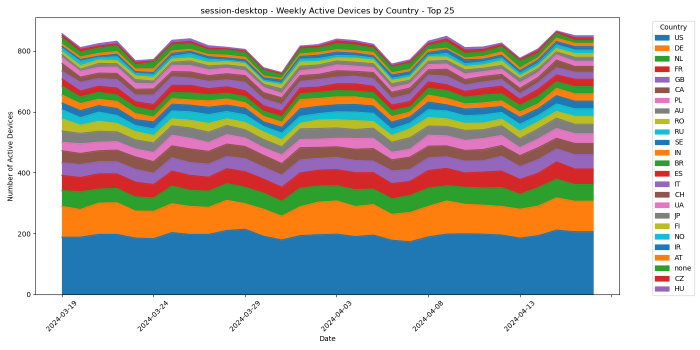 session-desktop - Weekly Active Devices by Country - Top 25
Number of Active Devices
800
600
400
200
0
2024-03-19
2024-03-24
2024-03-29
2024-04-03
2024-04-08
2024-04-13
Date
Country
US
DE
NL
FR
GB
CA
PL
AU
RO
RU
SE
IN
BR
ES
IT
CH
UA
JP
FI
NO
IR
AT
none
CZ
HU